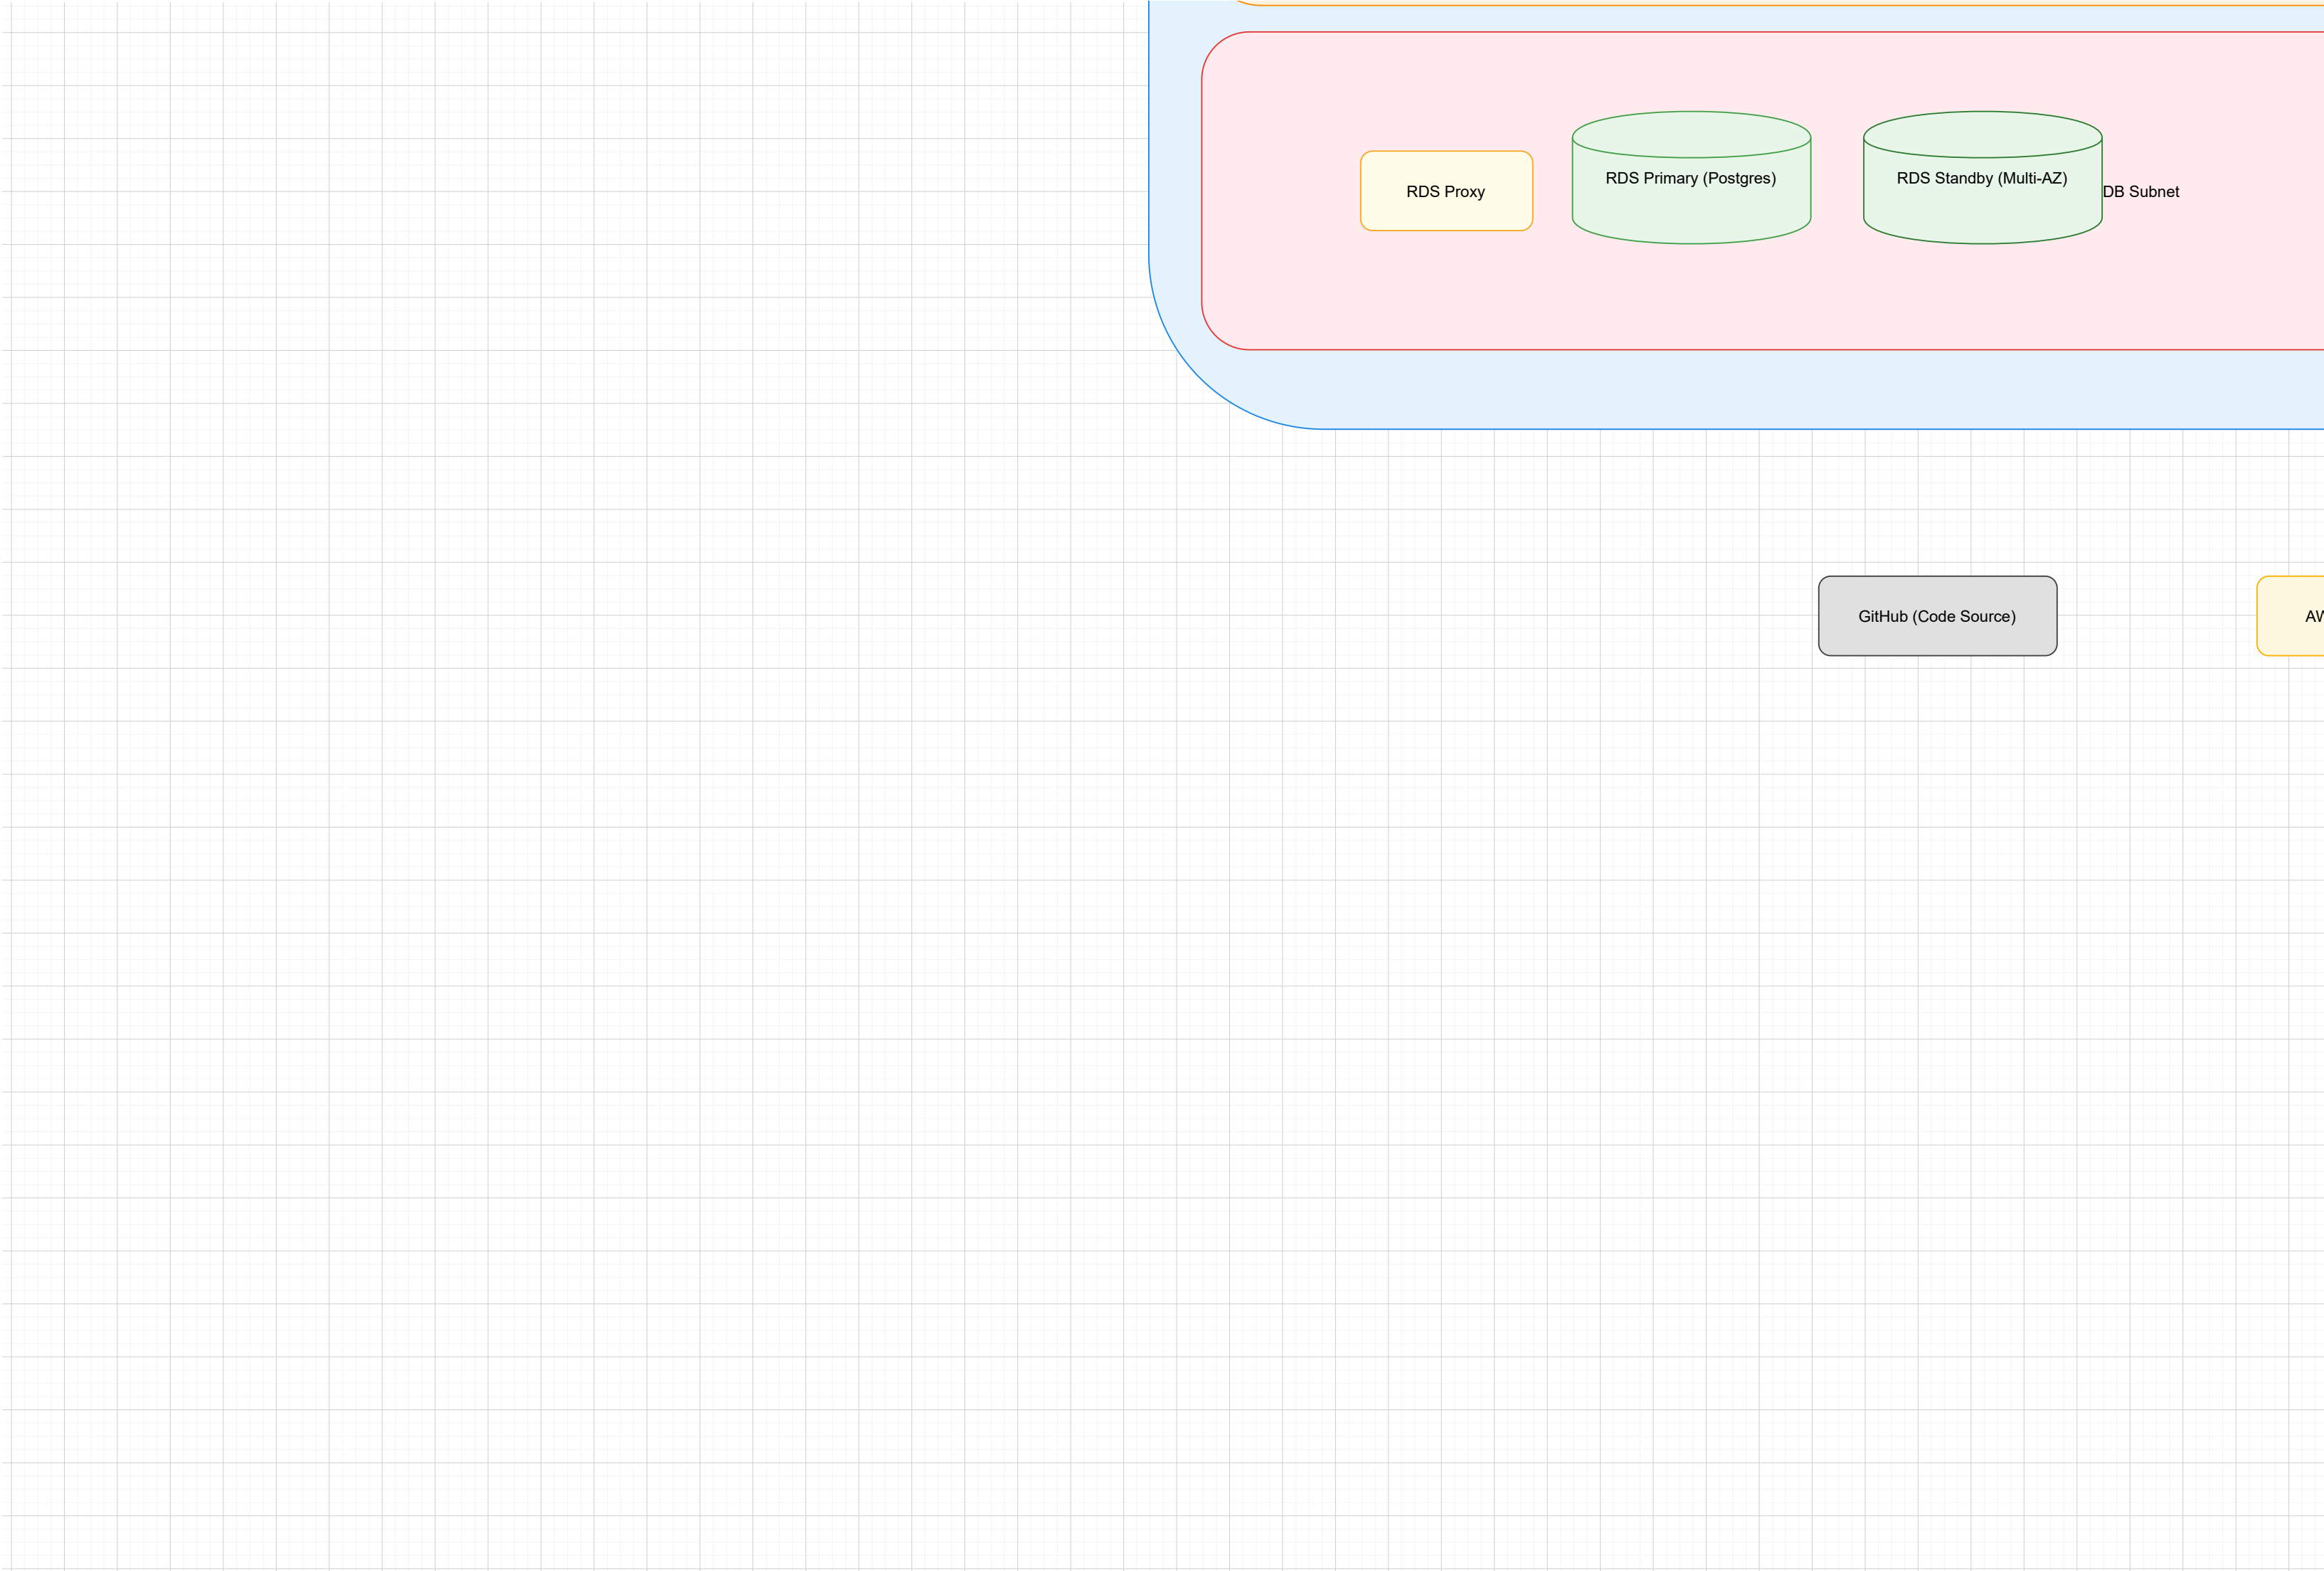 RDS Proxy
RDS Primary (Postgres)
RDS Standby (Multi-AZ)
DB Subnet
GitHub (Code Source)